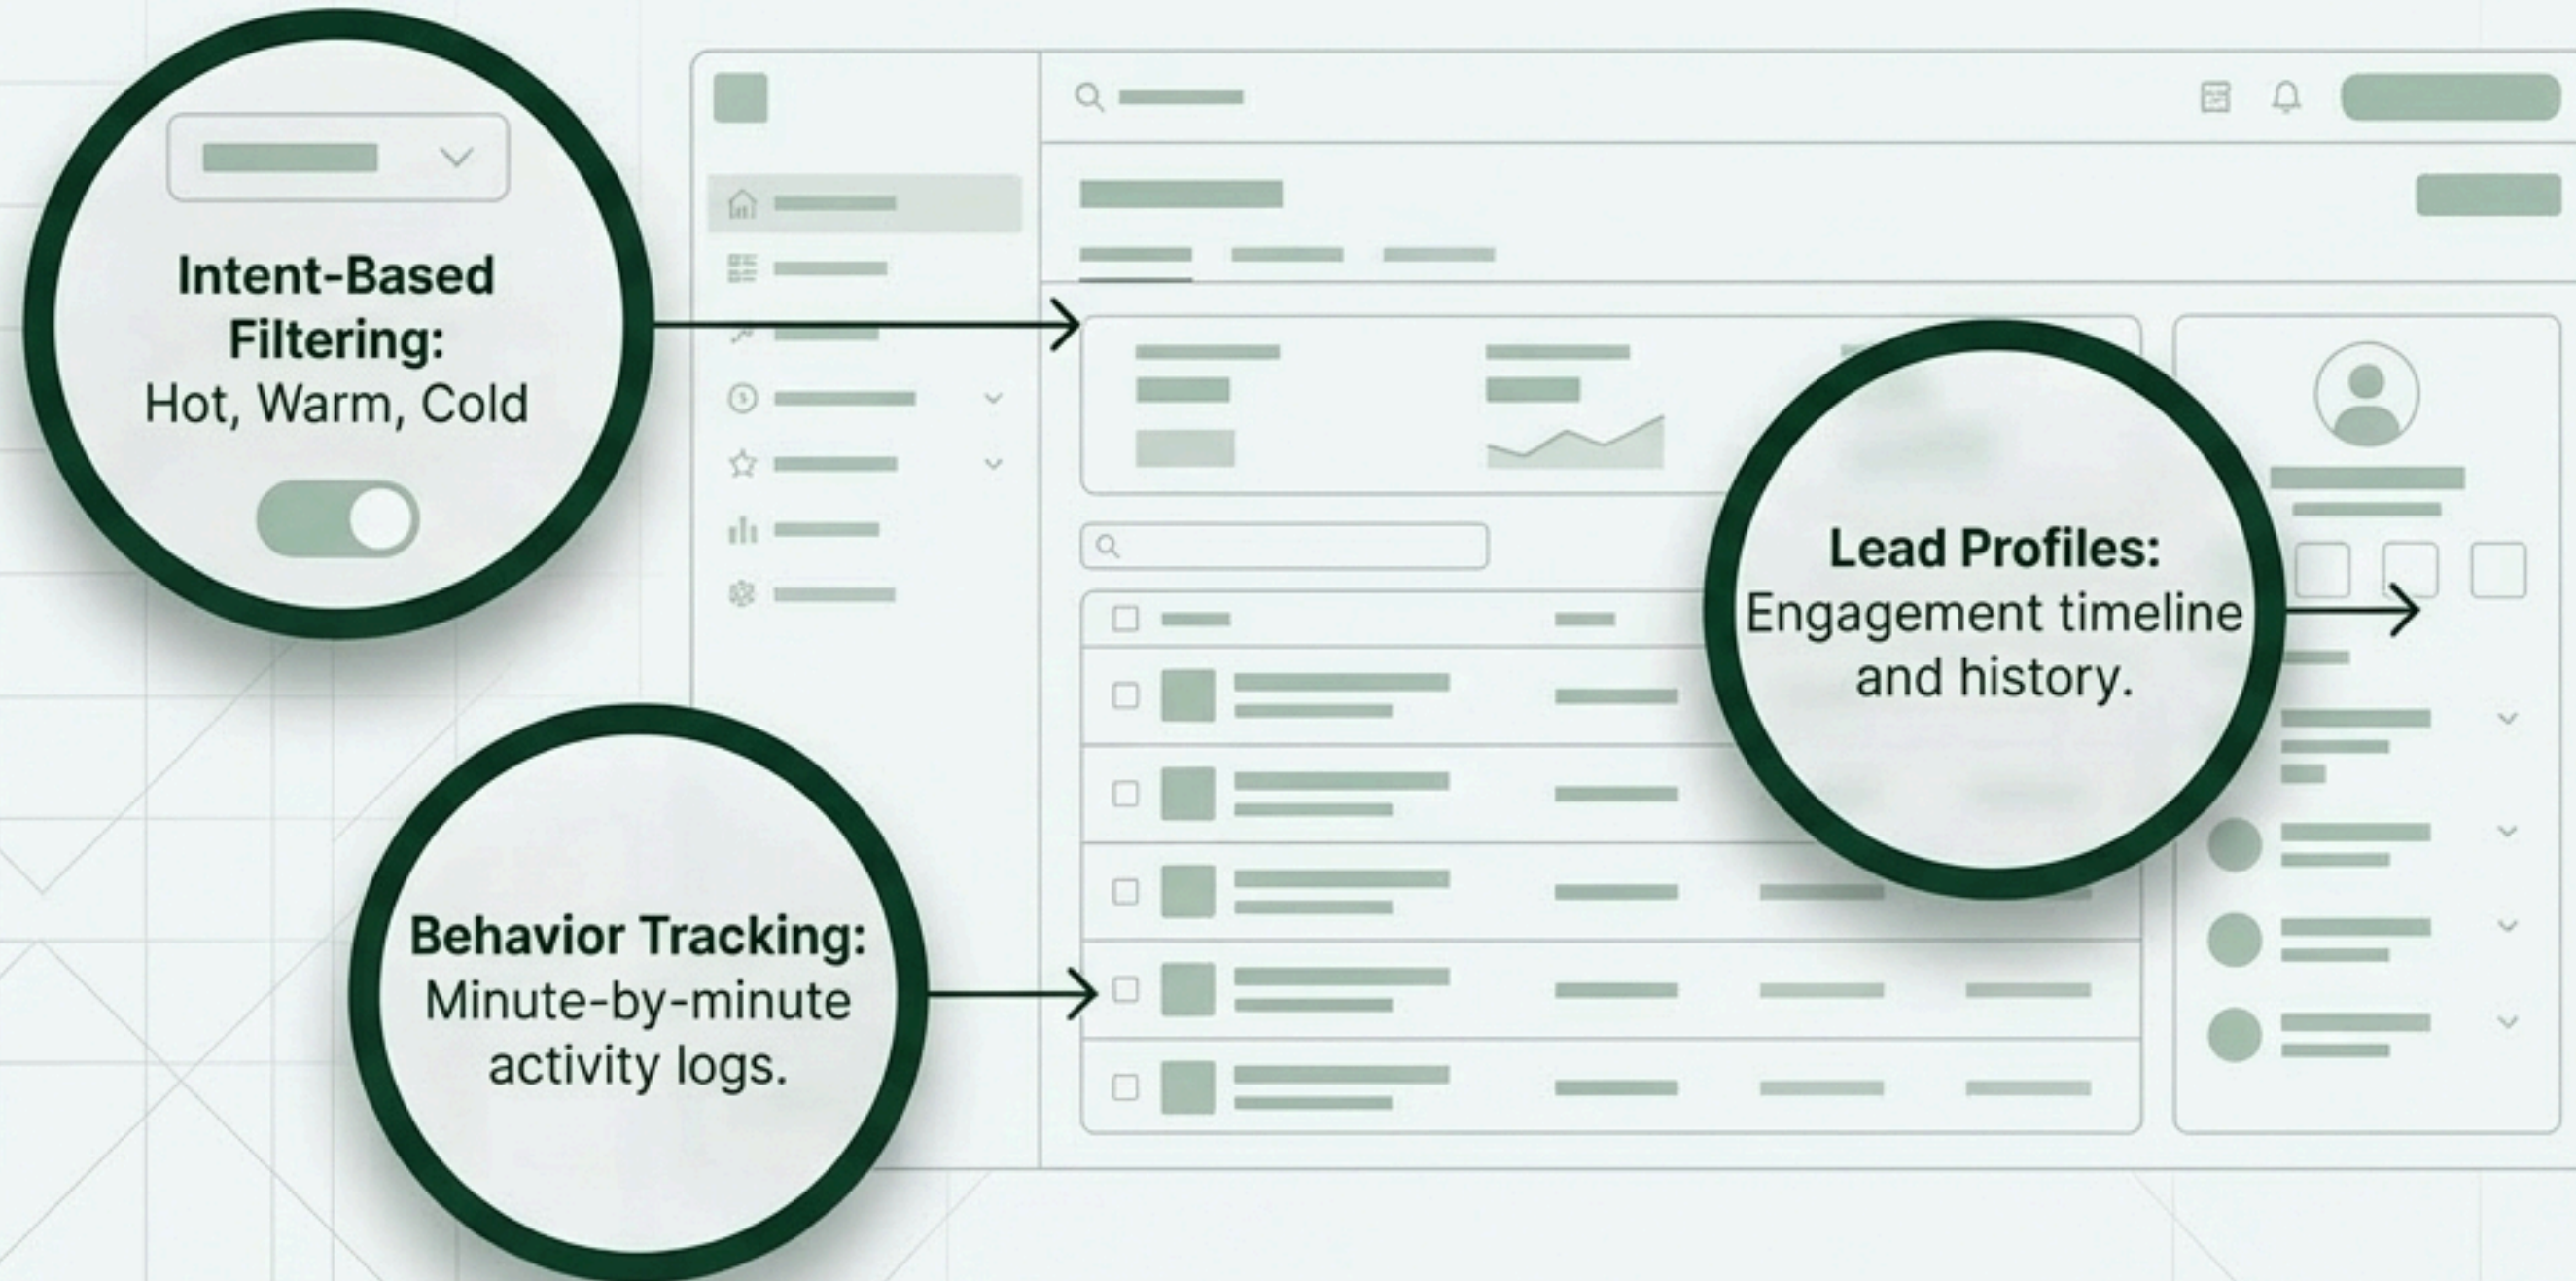 Intent-Based
Filtering:
Hot, Warm, Cold
Lead Profiles:
Engagement timeline
and history.
Behavior Tracking:
Minute-by-minute
activity logs.